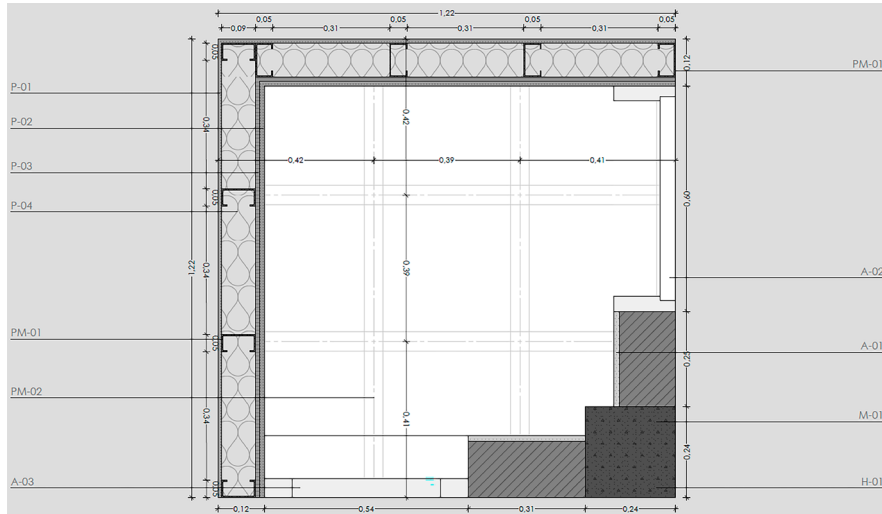 1,22
0,05 0,05 0,05 0,05
0,09 0,31 0,31 0,31
0,05
0,12
PM-01
P-01
0,42
0,34
P-02
0,42 0,39 0,41
P-03
0,05
0,60
P-04
1,22
0,34
0,39
A-02
PM-01
0,05
A-01
0,25
PM-02
0,34
0,41
M-01
0,24
A-03
0,05
H-01
0,12 0,54 0,31 0,24